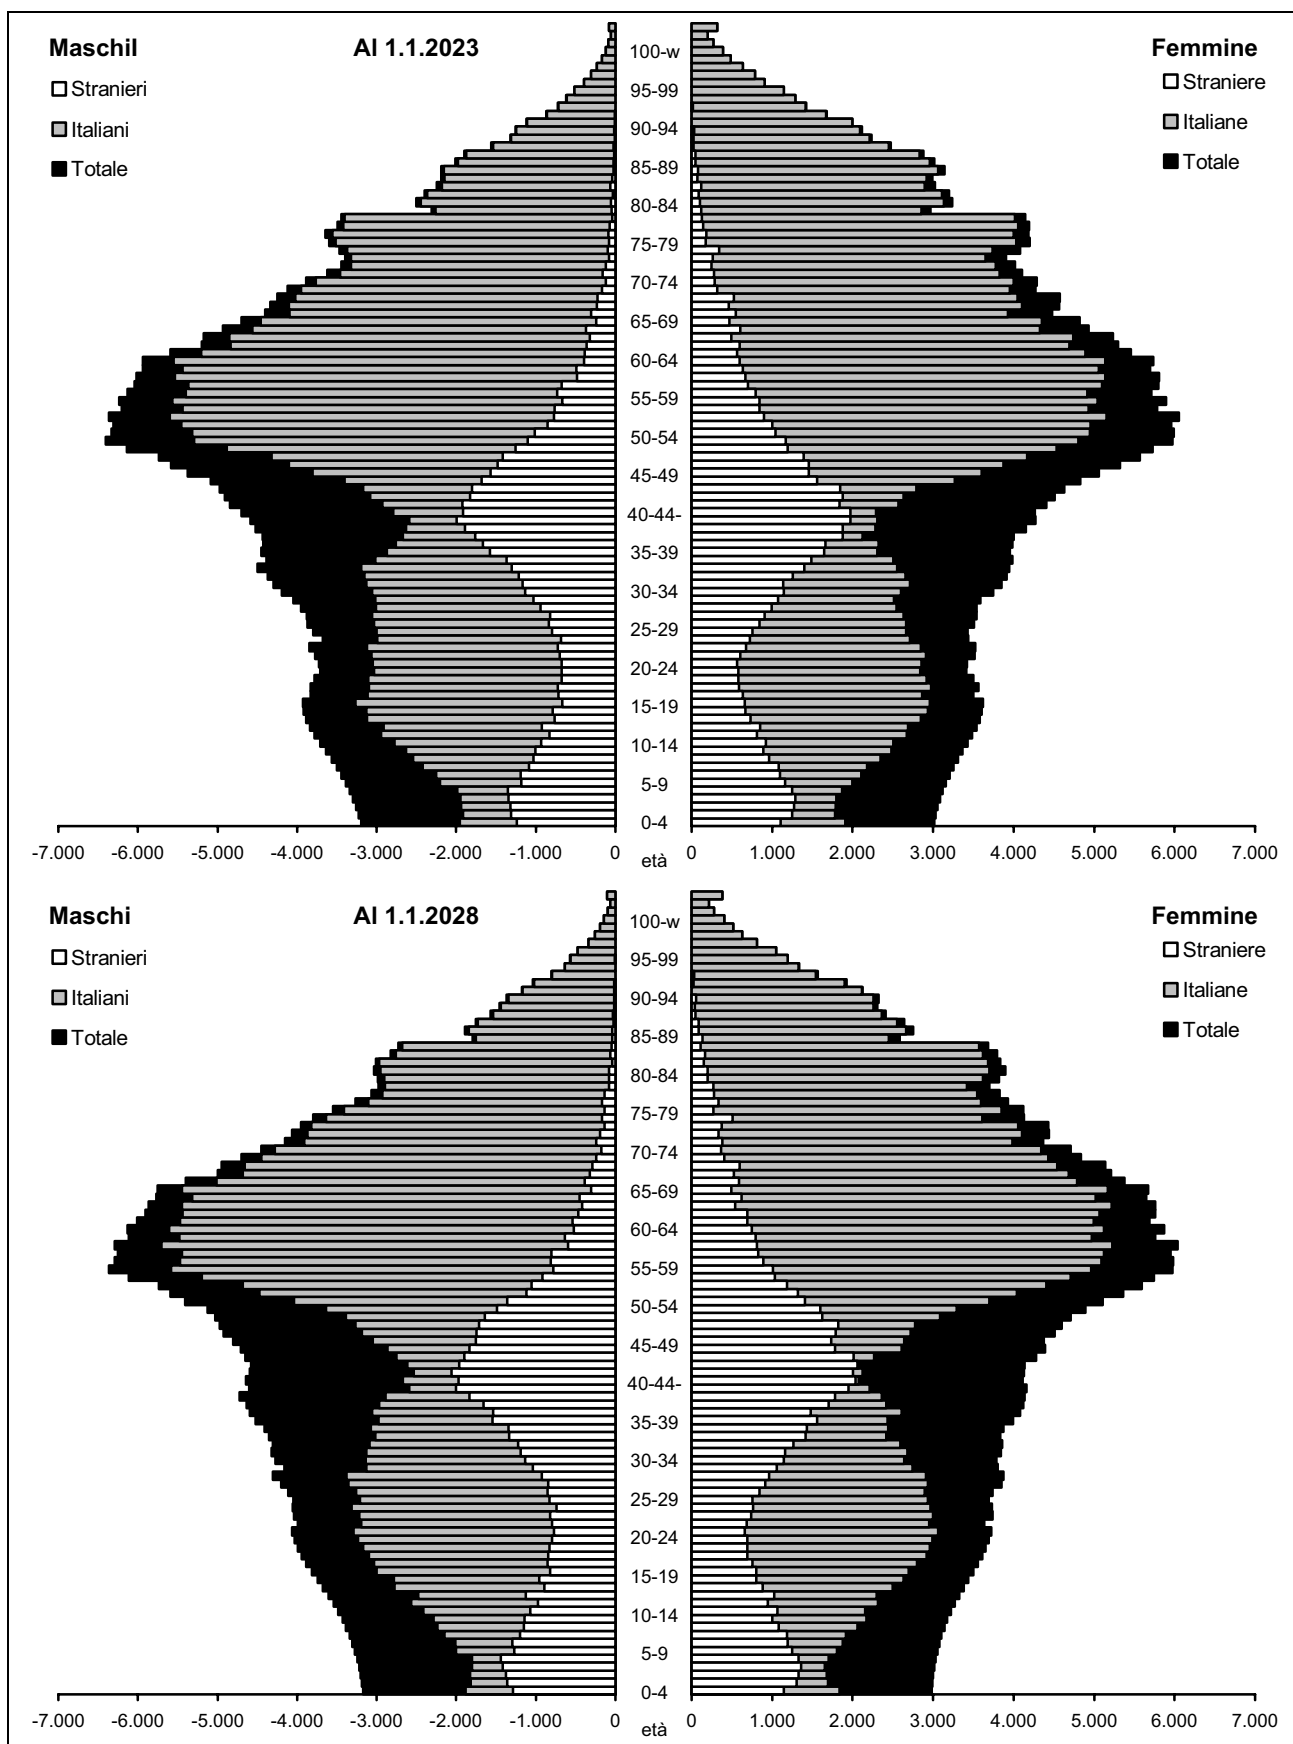 Maschil
Al 1.1.2023
Femmine
Stranieri
Italiani
Totale
Straniere
Italiane
Totale
100-w
95-99
90-94
85-89
80-84
75-79
70-74
65-69
60-64
55-59
50-54
45-49
40-44-
35-39
30-34
25-29
20-24
15-19
10-14
5-9
0-4
-7.000 -6.000 -5.000 -4.000 -3.000 -2.000 -1.000 0
età
0 1.000 2.000 3.000 4.000 5.000 6.000 7.000
Maschi
Al 1.1.2028
Femmine
Stranieri
Italiani
Totale
Straniere
Italiane
Totale
100-w
95-99
90-94
85-89
80-84
75-79
70-74
65-69
60-64
55-59
50-54
45-49
40-44-
35-39
30-34
25-29
20-24
15-19
10-14
5-9
0-4
-7.000 -6.000 -5.000 -4.000 -3.000 -2.000 -1.000 0
età
0 1.000 2.000 3.000 4.000 5.000 6.000 7.000